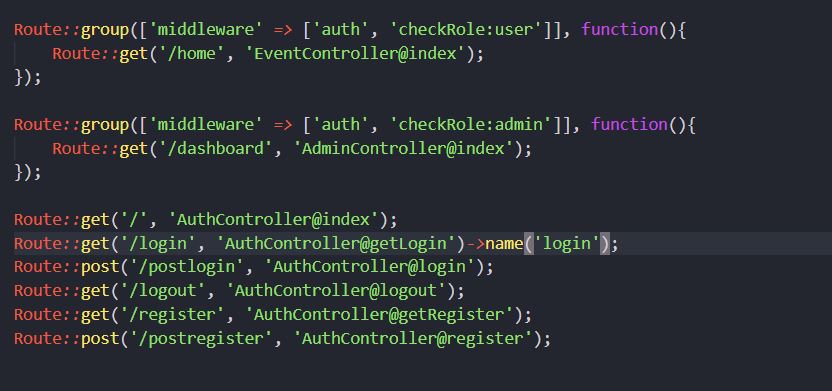 Route::group(['middleware' => ['auth', 'checkRole:user']], function(){
    Route::get('/home', 'EventController@index');
});

Route::group(['middleware' => ['auth', 'checkRole:admin']], function(){
    Route::get('/dashboard', 'AdminController@index');
});

Route::get('/', 'AuthController@index');
Route::get('/login', 'AuthController@getLogin')->name('login');
Route::post('/postlogin', 'AuthController@login');
Route::get('/logout', 'AuthController@logout');
Route::get('/register', 'AuthController@getRegister');
Route::post('/postregister', 'AuthController@register');